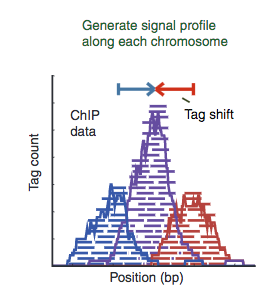 Generate signal profile
along each chromosome
ChIP
data
Tag shift
Tag count
Position (bp)